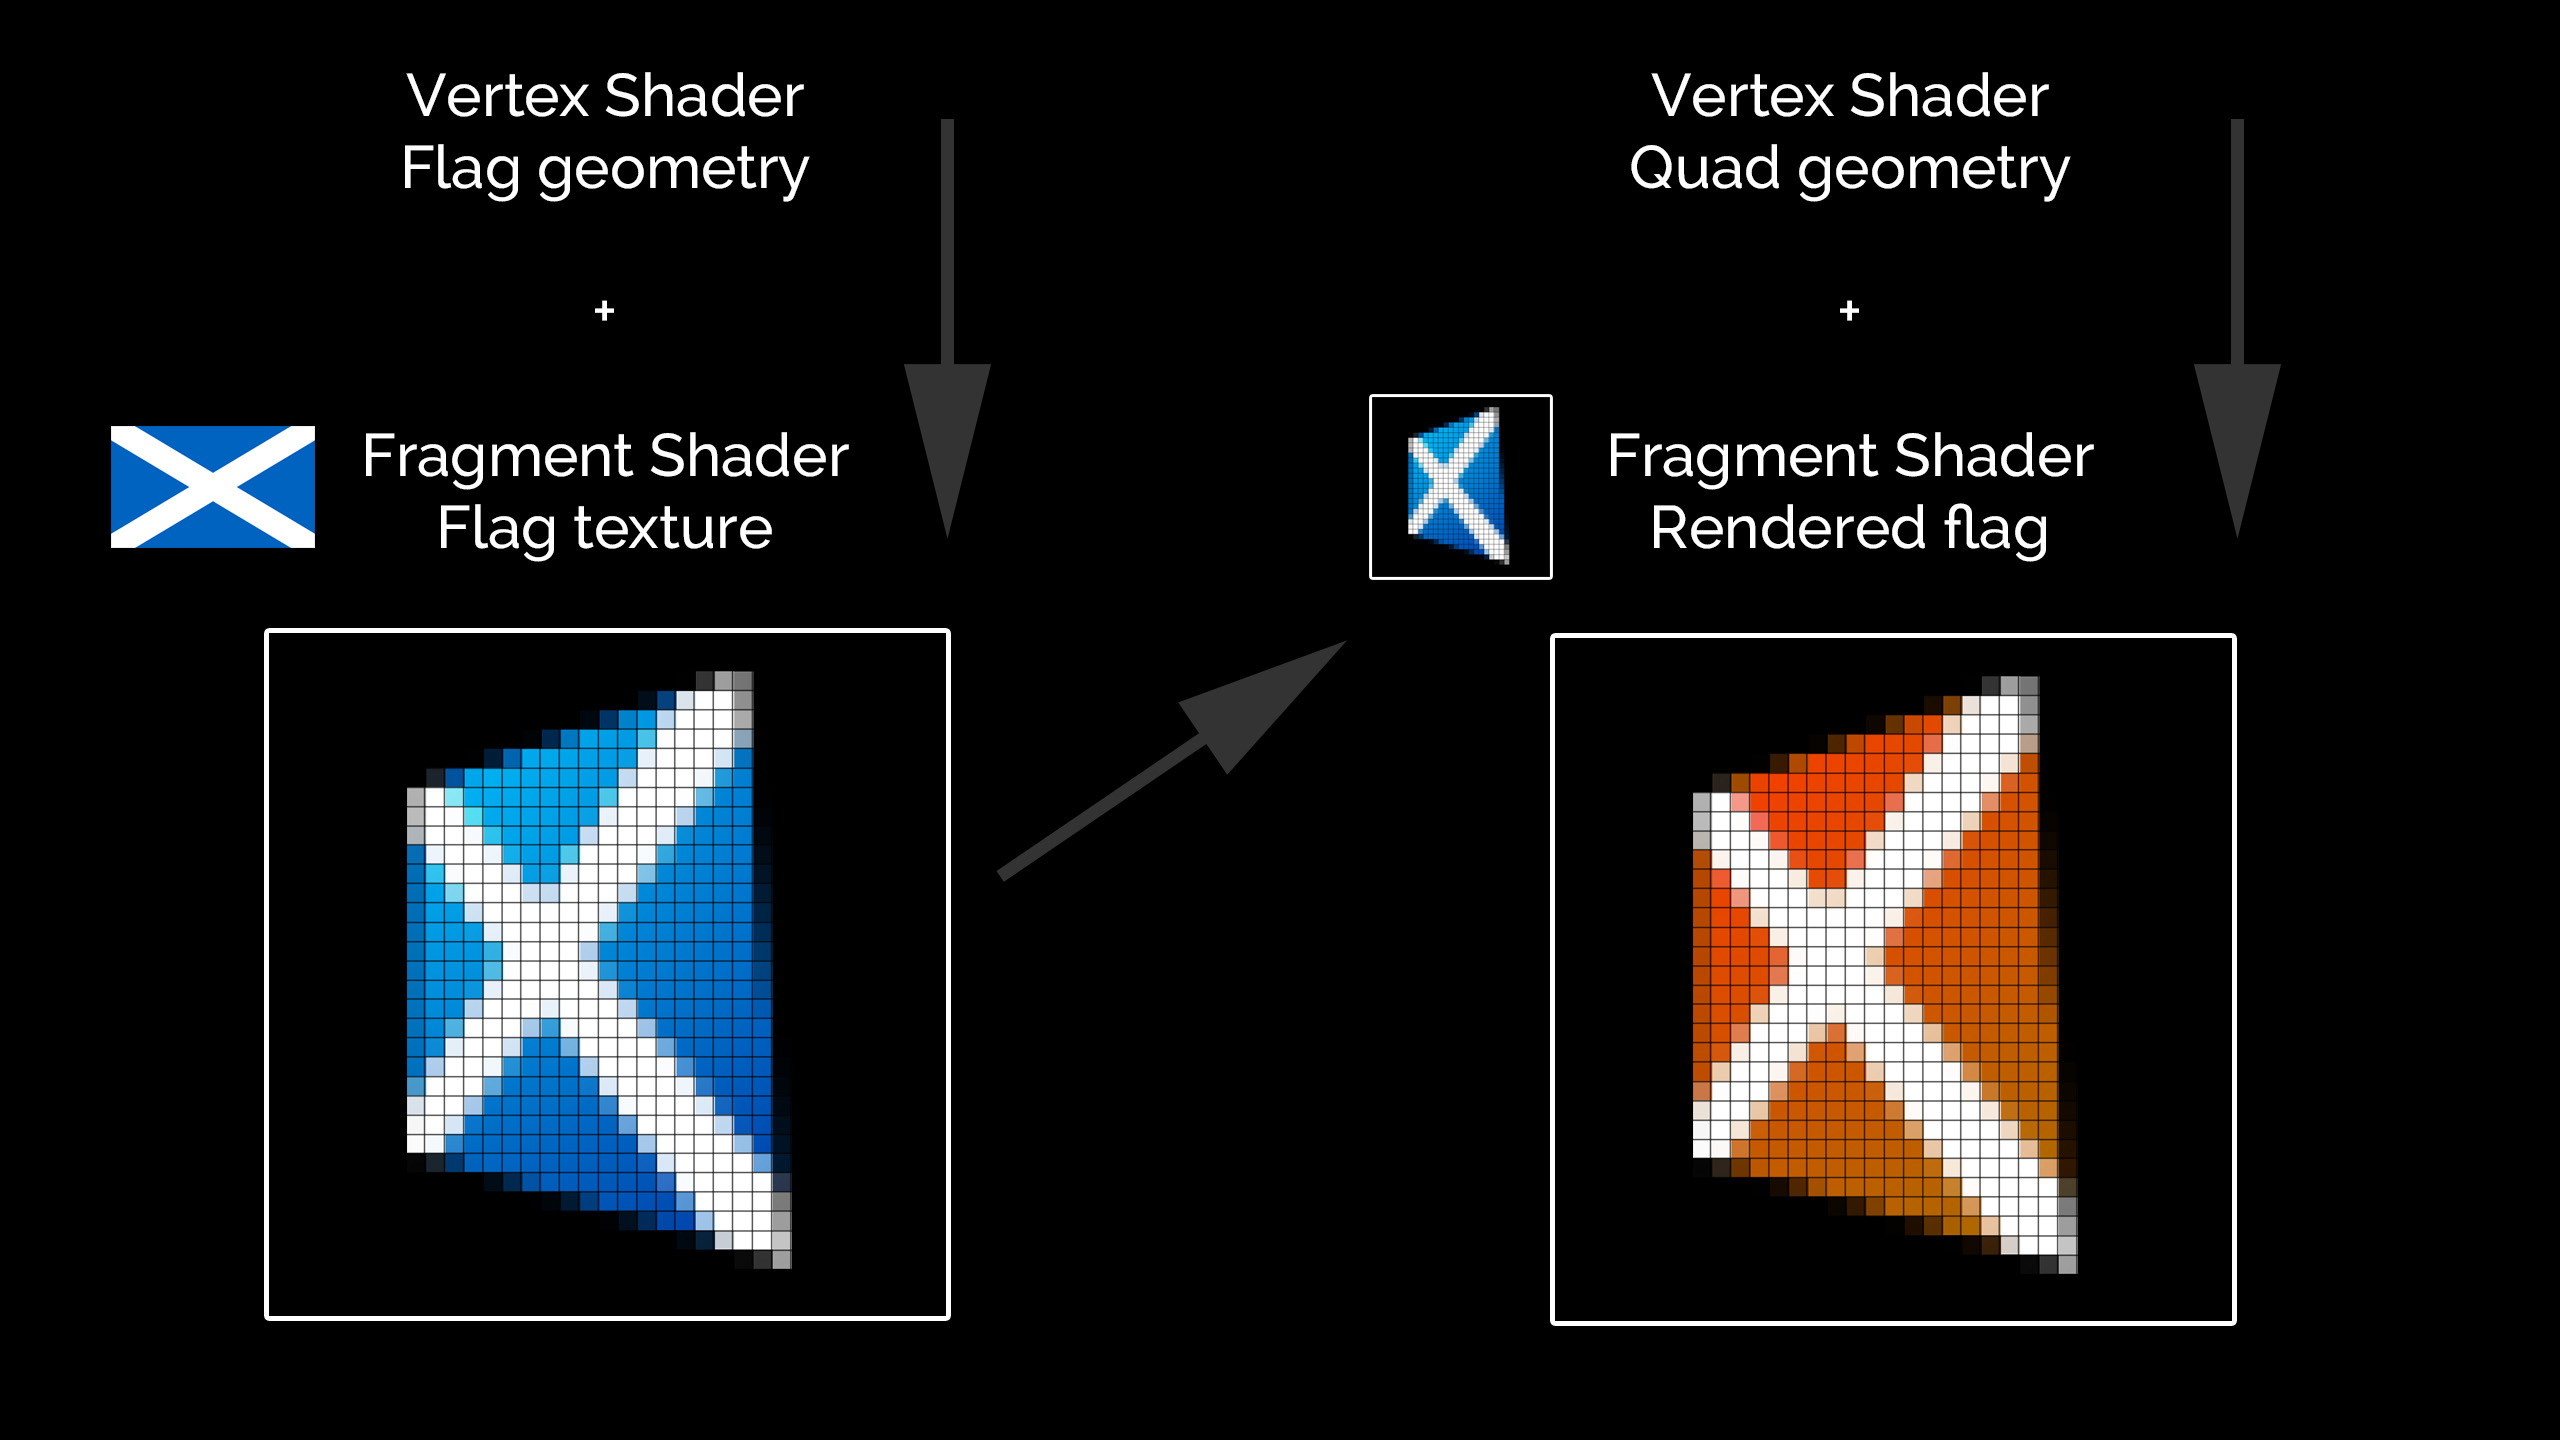 Vertex Shader
Flag geometry
+
Fragment Shader
Flag texture
Vertex Shader
Quad geometry
+
Fragment Shader
Rendered flag